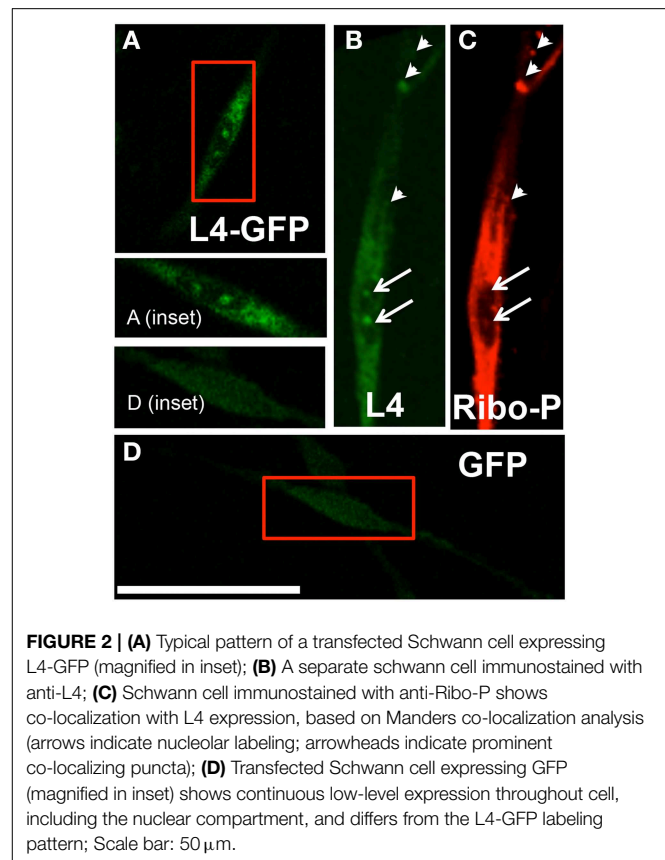 A
B
C
L4-GFP
A (inset)
D (inset)
L4
Ribo-P
D
GFP
FIGURE 2 | (A) Typical pattern of a transfected Schwann cell expressing
L4-GFP (magnified in inset); (B) A separate schwann cell immunostained with
anti-L4; (C) Schwann cell immunostained with anti-Ribo-P shows
co-localization with L4 expression, based on Manders co-localization analysis
(arrows indicate nucleolar labeling; arrowheads indicate prominent
co-localizing puncta); (D) Transfected Schwann cell expressing GFP
(magnified in inset) shows continuous low-level expression throughout cell,
including the nuclear compartment, and differs from the L4-GFP labeling
pattern; Scale bar: 50 μm.